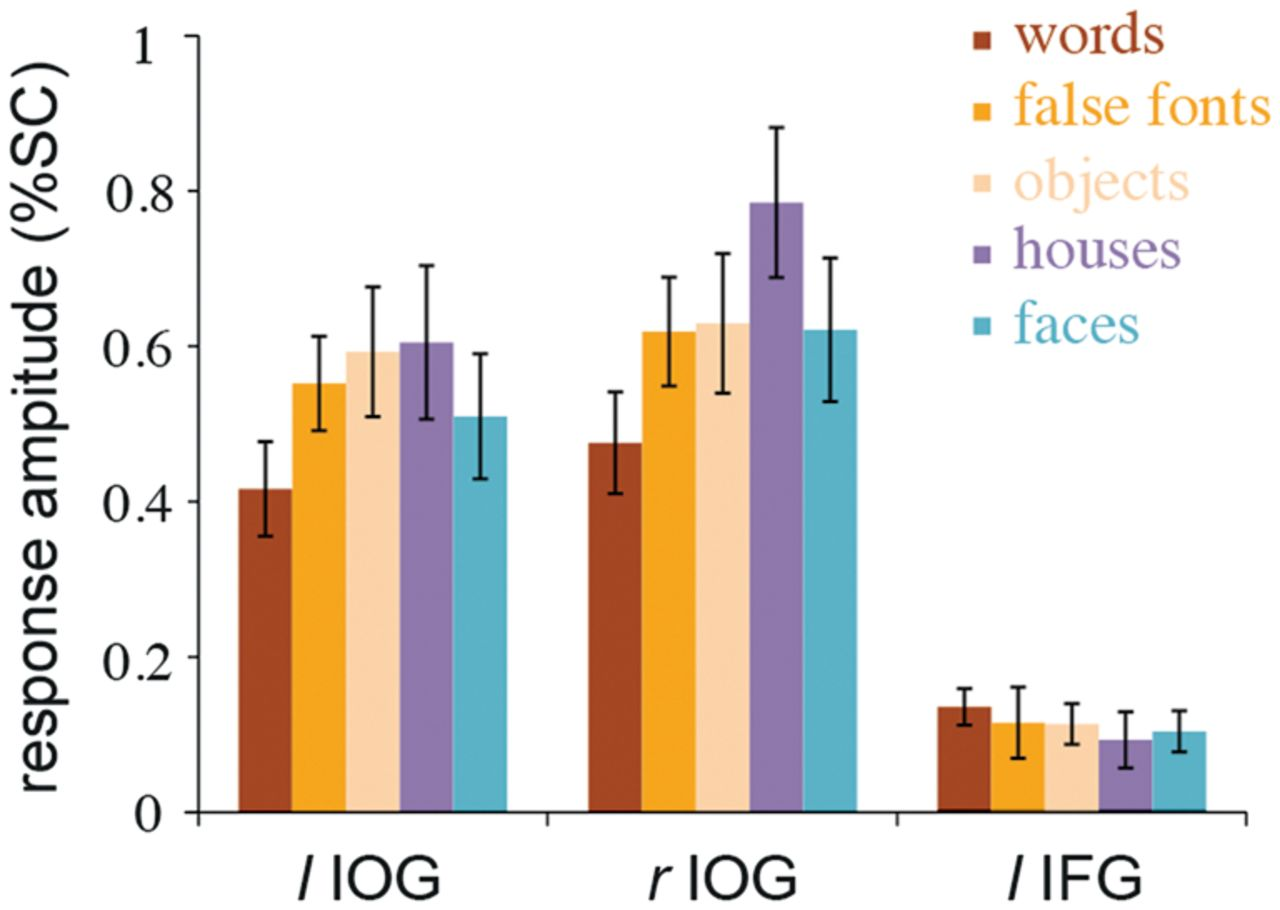 response ampitude (%SC)
1
0.8
0.6
0.4
0.2
0
words
false fonts
objects
houses
faces
l IOG
r IOG
l IFG